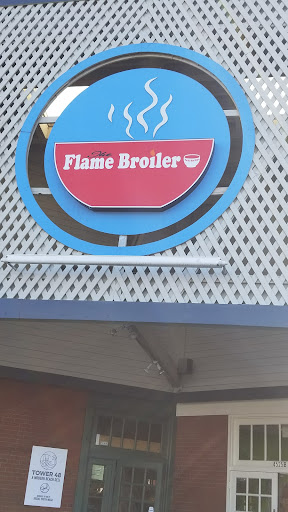 The
Flame Broiler
TOWER 48